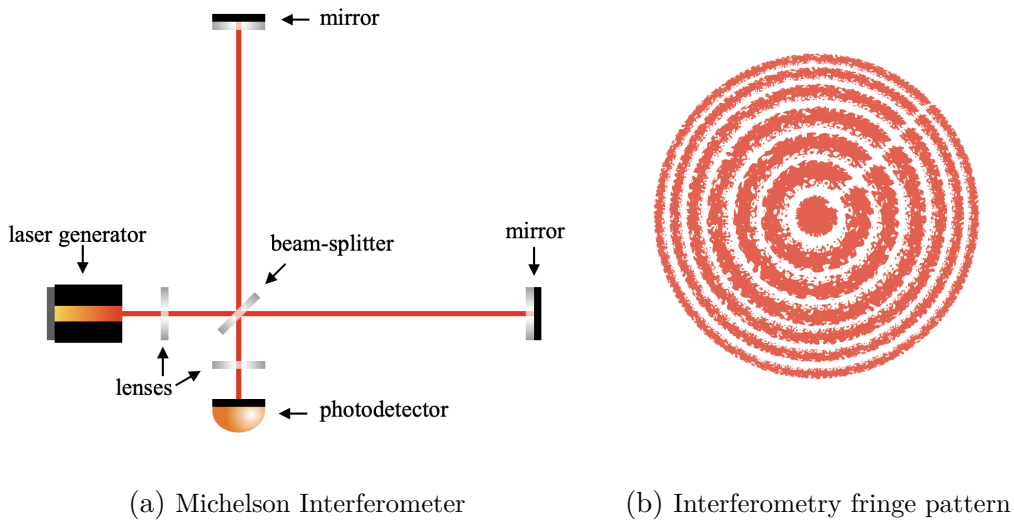 mirror
laser generator
beam-splitter
mirror
lenses
photodetector
(a) Michelson Interferometer
(b) Interferometry fringe pattern